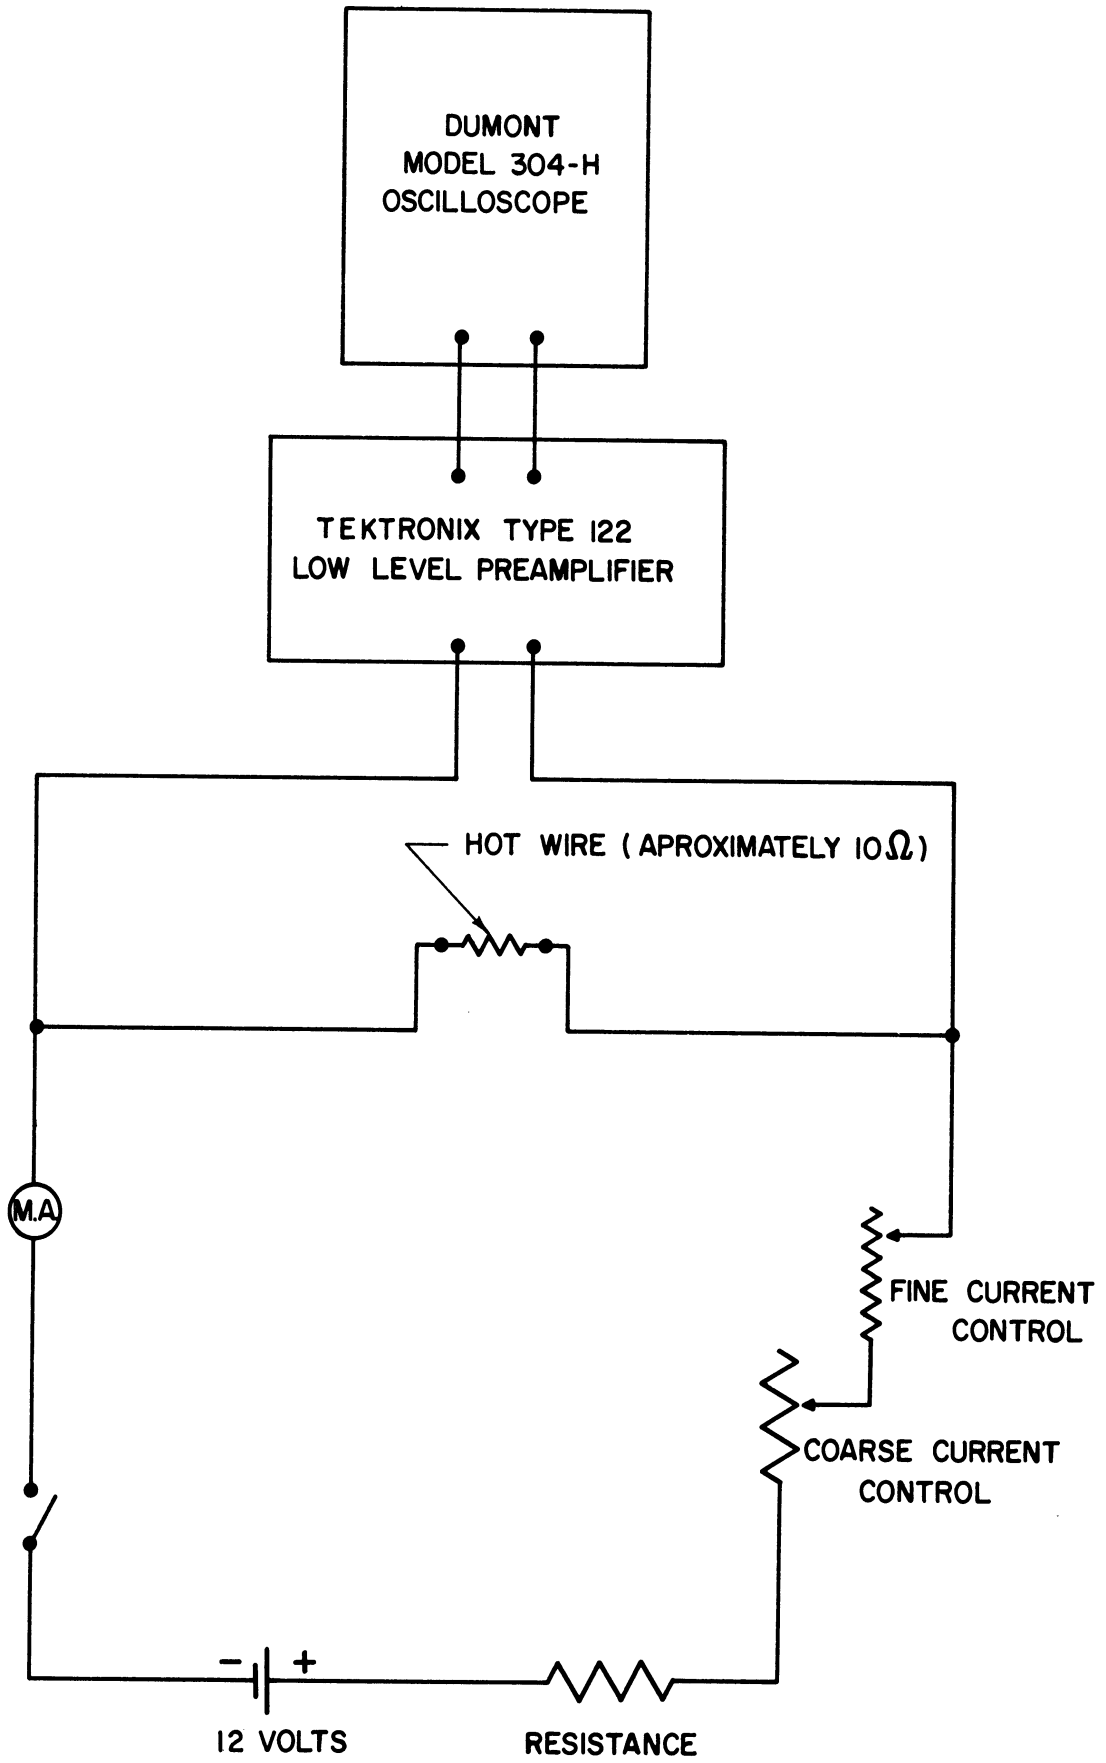 DUMONT
MODEL 304-H
OSCILLOSCOPE
TEKTRONIX TYPE 122
LOW LEVEL PREAMPLIFIER
HOT WIRE (APROXIMATELY 10Ω)
M.A.
FINE CURRENT
CONTROL
COARSE CURRENT
CONTROL
- +
12 VOLTS
RESISTANCE